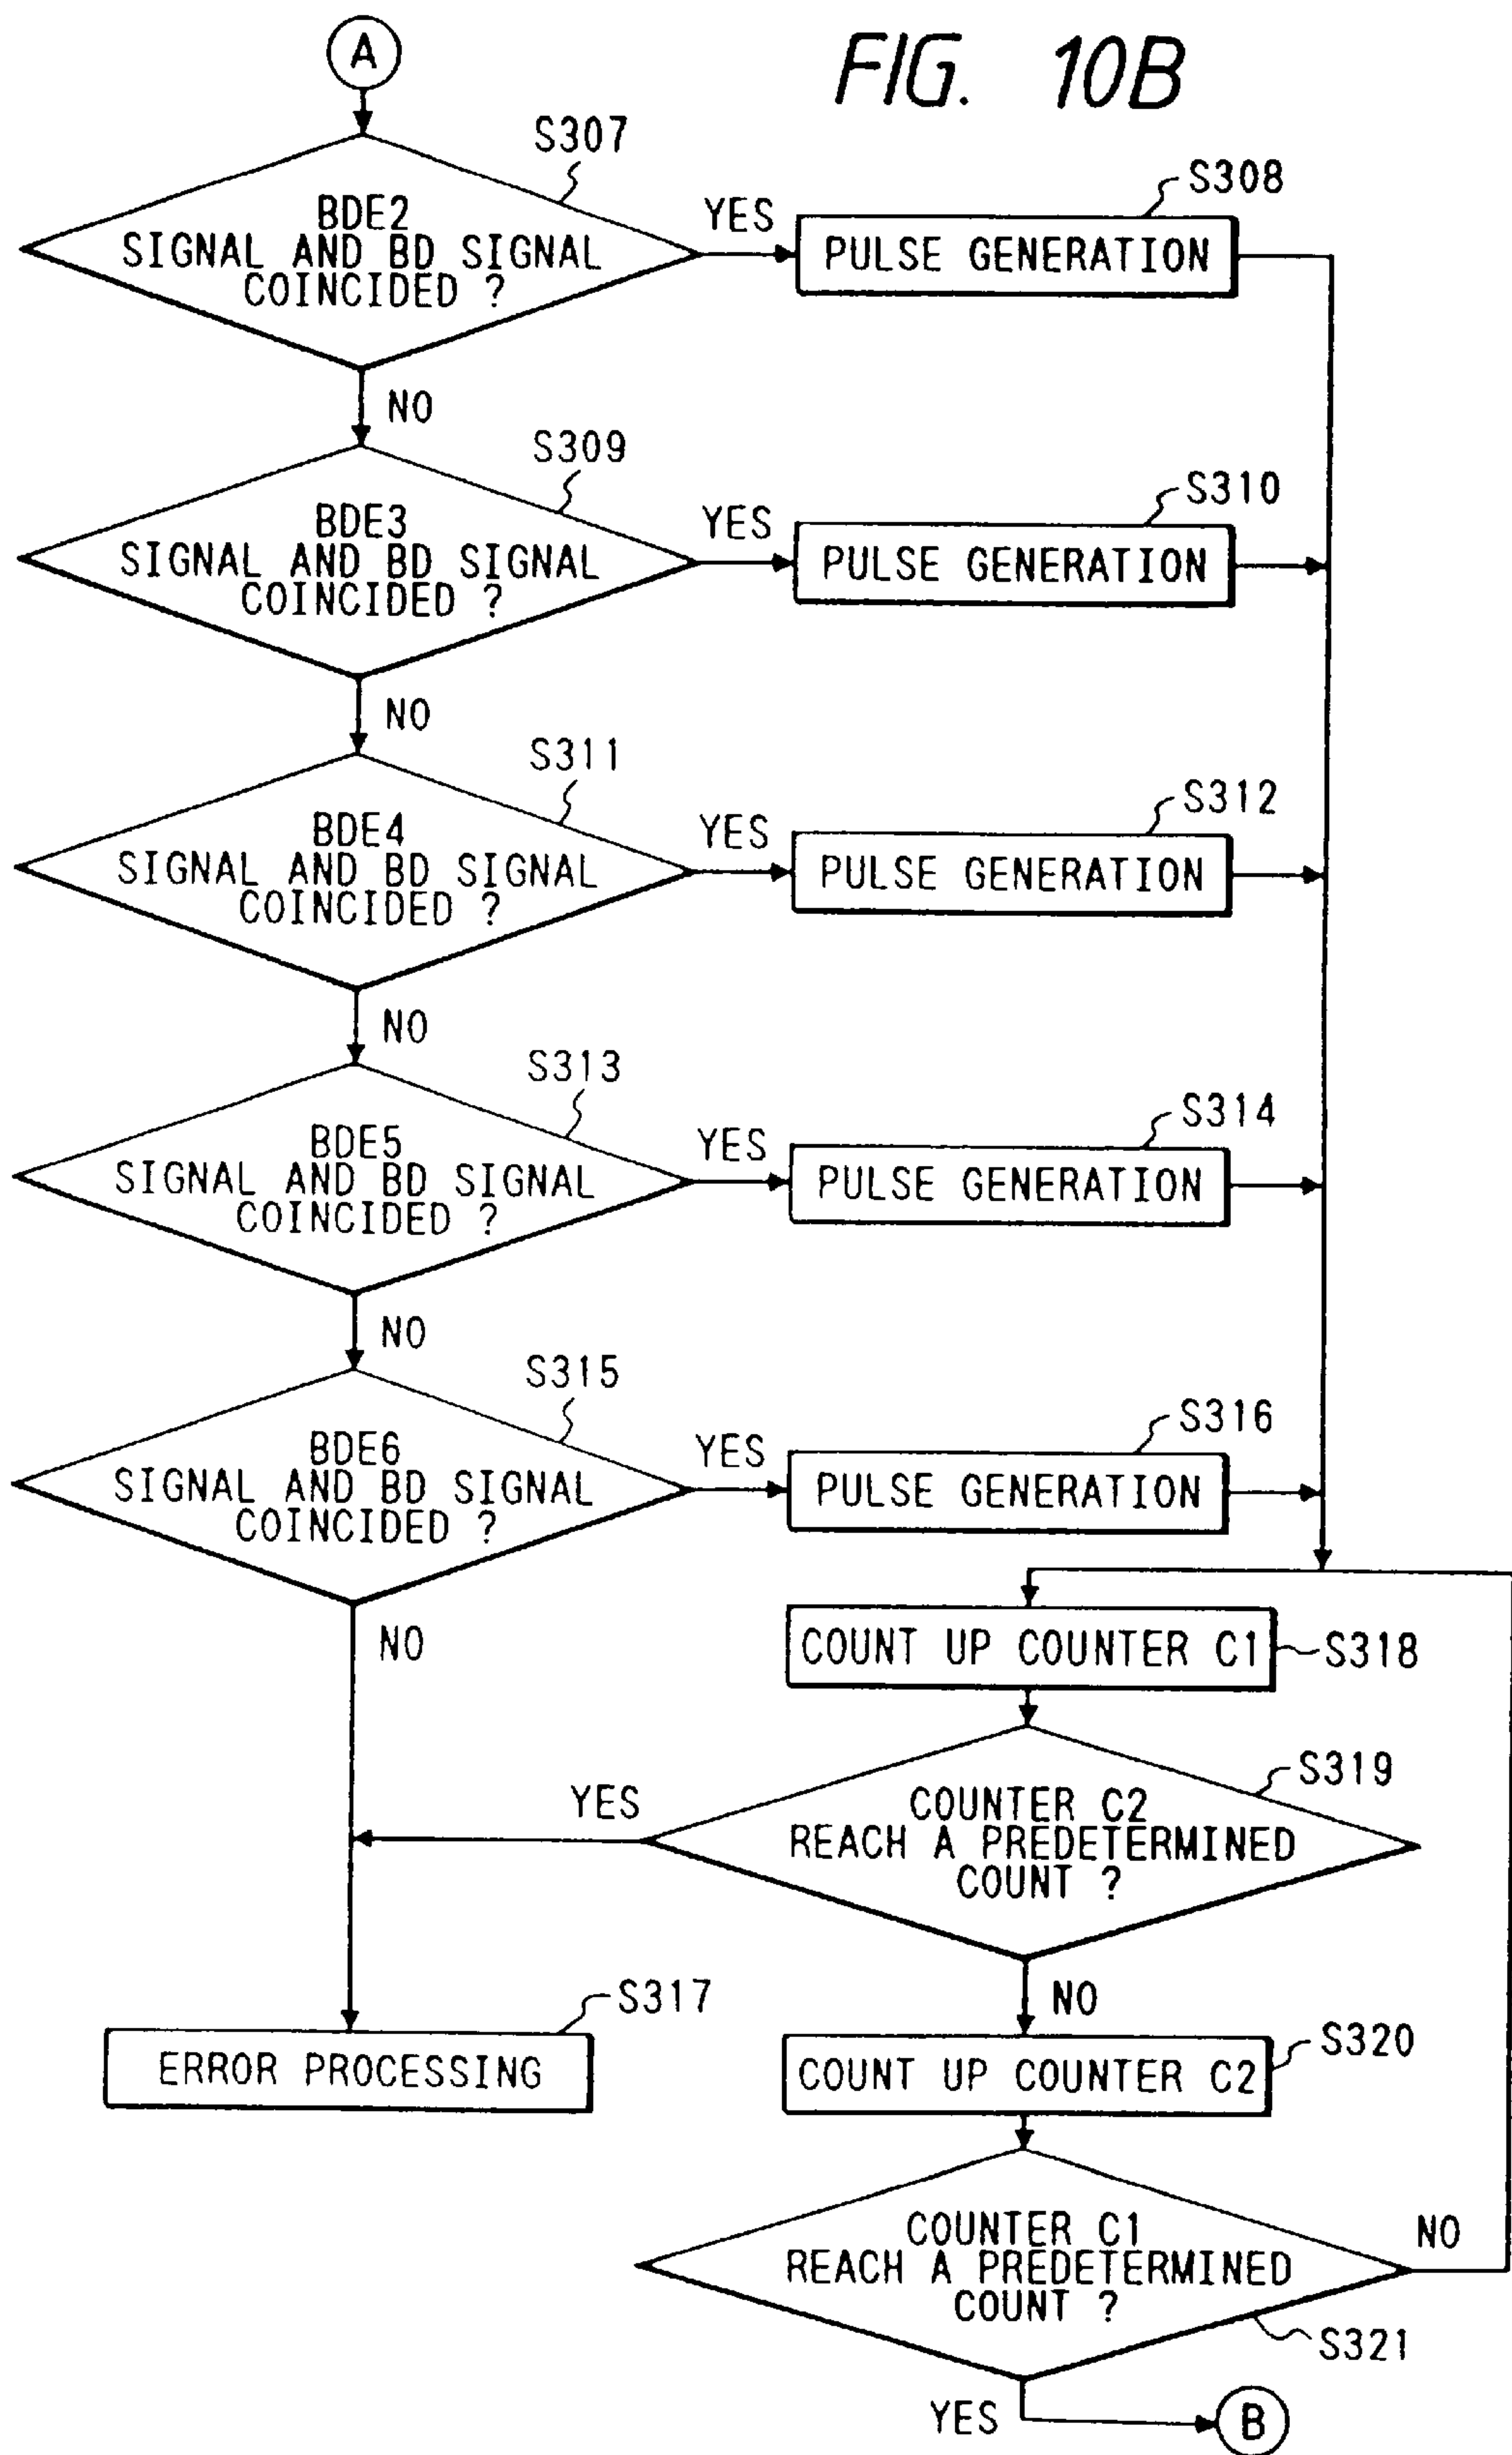 FIG. 10B
A
S307
BDE2
SIGNAL AND BD SIGNAL
COINCIDED ?
YES
S308
PULSE GENERATION
NO
S309
BDE3
SIGNAL AND BD SIGNAL
COINCIDED ?
YES
S310
PULSE GENERATION
NO
S311
BDE4
SIGNAL AND BD SIGNAL
COINCIDED ?
YES
S312
PULSE GENERATION
NO
S313
BDE5
SIGNAL AND BD SIGNAL
COINCIDED ?
YES
S314
PULSE GENERATION
NO
S315
BDE6
SIGNAL AND BD SIGNAL
COINCIDED ?
YES
S316
PULSE GENERATION
NO
COUNT UP COUNTER C1
S318
S319
COUNTER C2
REACH A PREDETERMINED
COUNT ?
YES
NO
S317
ERROR PROCESSING
S320
COUNT UP COUNTER C2
COUNTER C1
REACH A PREDETERMINED
COUNT ?
NO
S321
YES
B